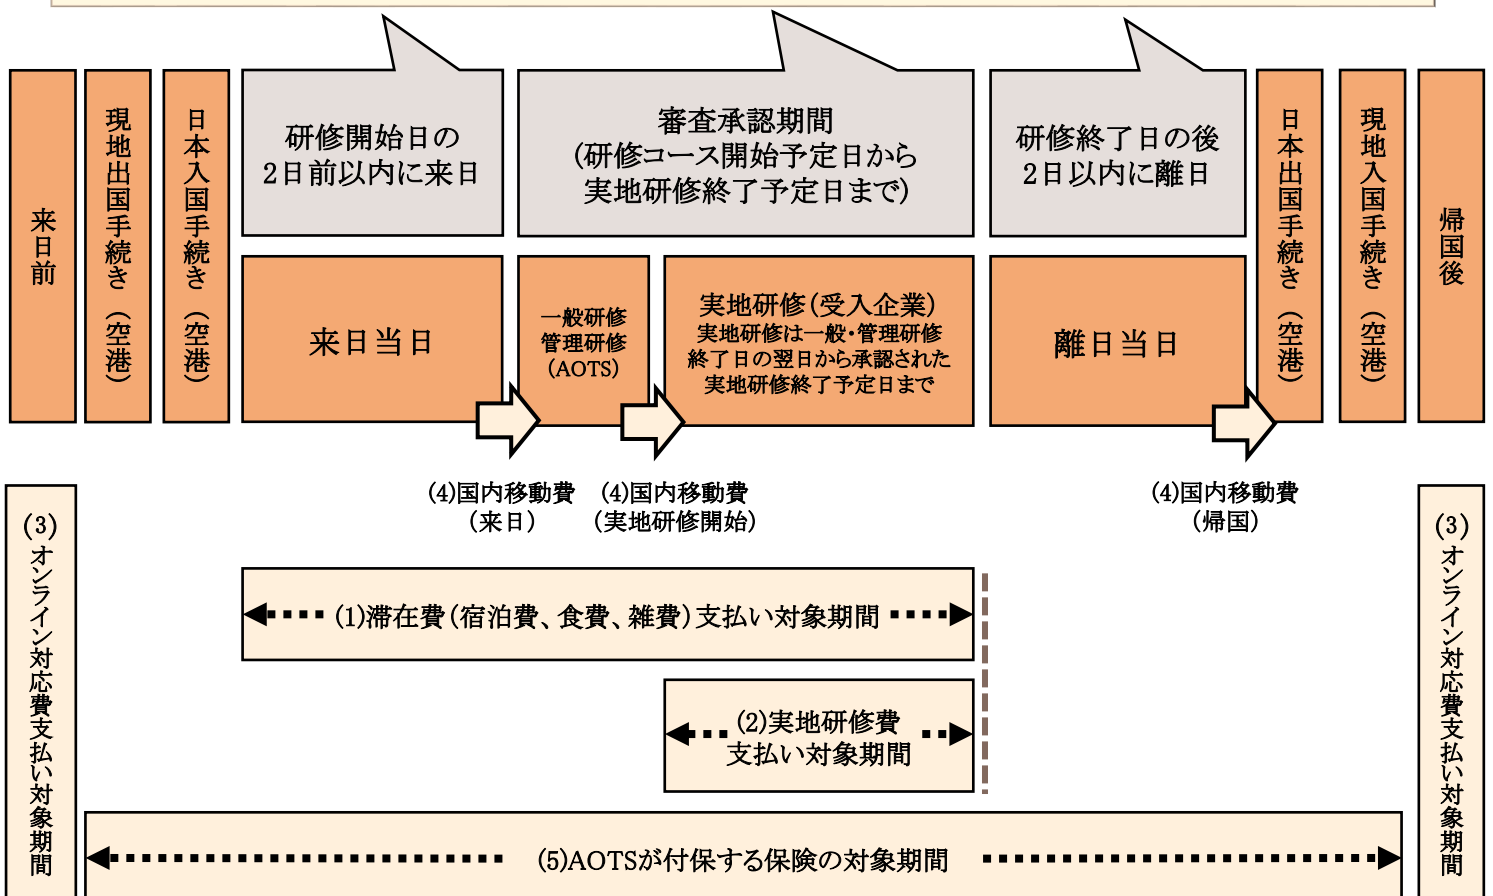 来日前
現地出国手続き（空港）
日本入国手続き（空港）
研修開始日の
2日前以内に来日
審査承認期間
(研修コース開始予定日から
実地研修終了予定日まで)
研修終了日の後
2日以内に離日
日本出国手続き（空港）
現地入国手続き（空港）
帰国後
来日当日
一般研修
管理研修
(AOTS)
実地研修(受入企業)
実地研修は一般・管理研修
終了日の翌日から承認された
実地研修終了予定日まで
離日当日
(4)国内移動費
(来日)
(4)国内移動費
(実地研修開始)
(4)国内移動費
(帰国)
(3)オンライン対応費支払い対象期間
(1)滞在費(宿泊費、食費、雑費)支払い対象期間
(2)実地研修費
支払い対象期間
(5)AOTSが付保する保険の対象期間
(3)オンライン対応費支払い対象期間